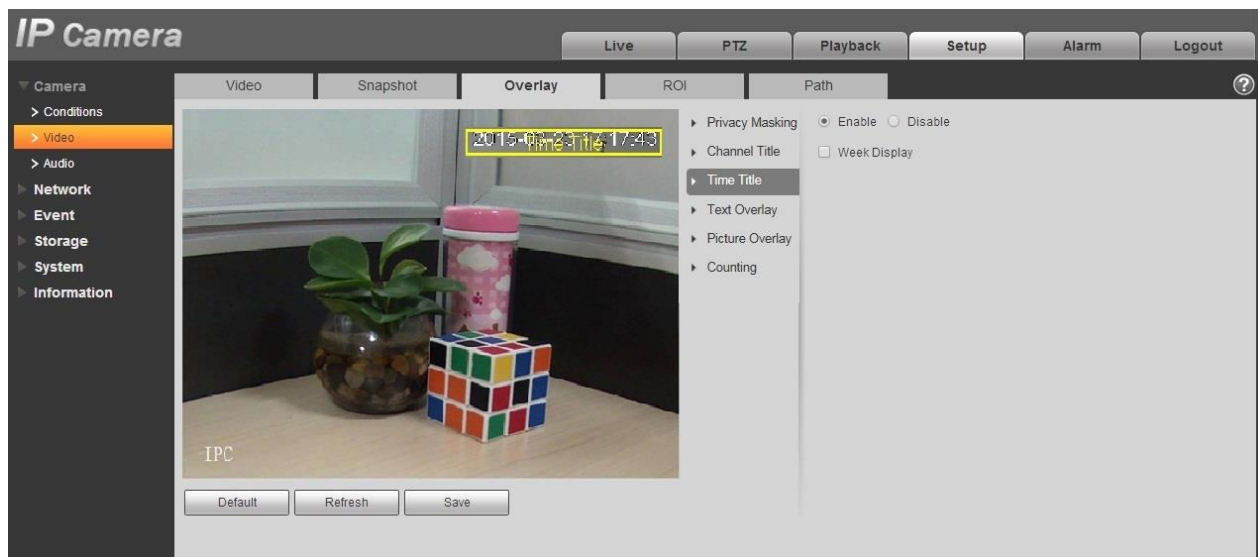 IP Camera
Live
PTZ
Playback
Setup
Alarm
Logout
Camera
Conditions
Video
Audio
Network
Event
Storage
System
Information
Video
Snapshot
Overlay
ROI
Path
?
Time Title
IPC
Privacy Masking
Channel Title
Time Title
Text Overlay
Picture Overlay
Counting
Enable
Disable
Week Display
Default
Refresh
Save